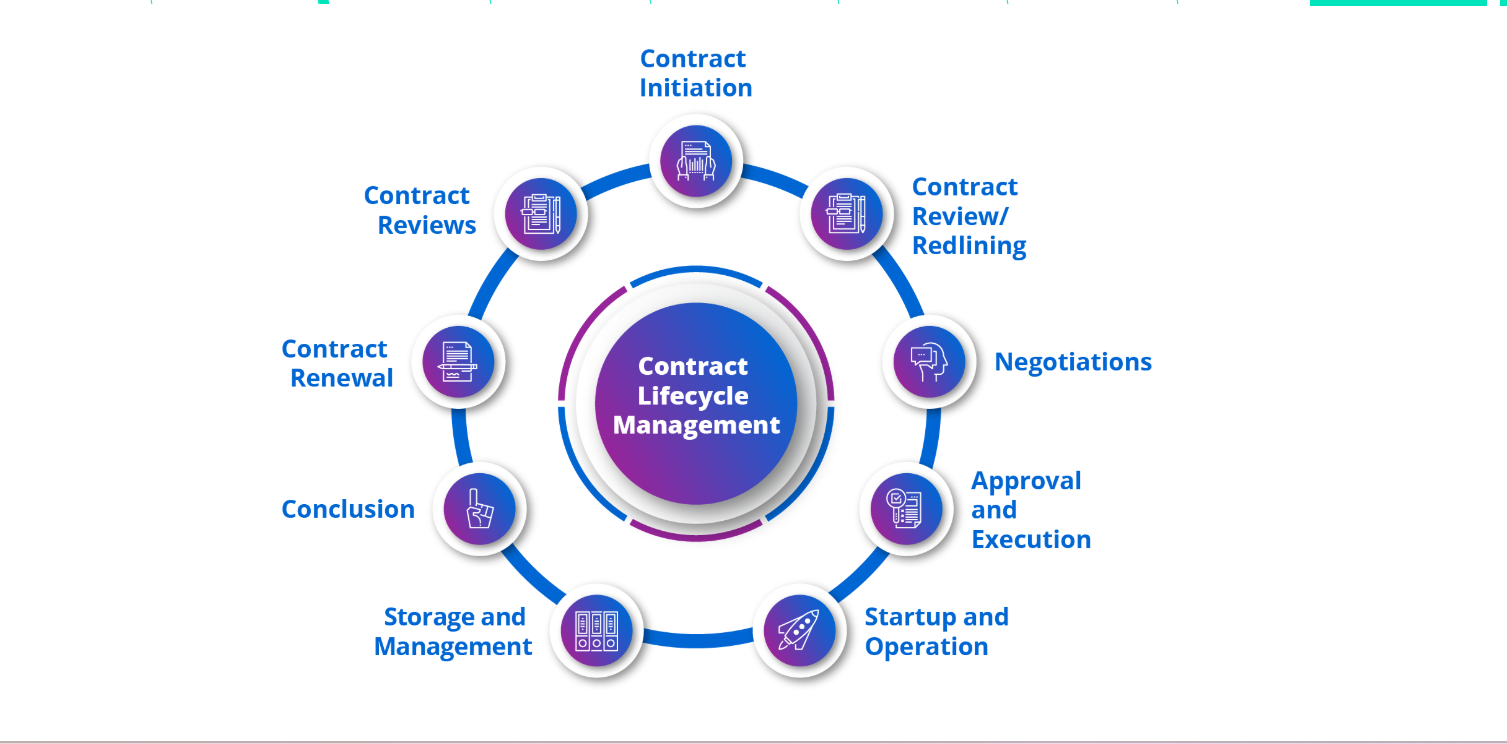 Contract
Initiation
Contract
Review/
Redlining
Negotiations
Approval
and
Execution
Startup and
Operation
Storage and
Management
Conclusion
Contract
Renewal
Contract
Reviews
Contract
Lifecycle
Management